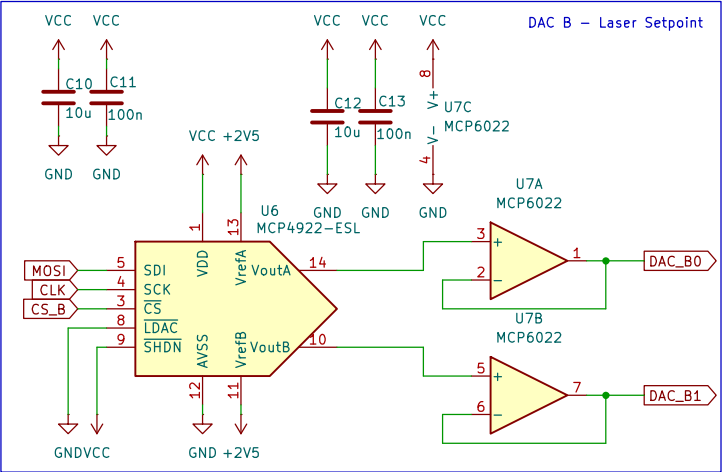 DAC B – Laser Setpoint
VCC VCC
C10 C11
10u 100n
GND GND
VCC VCC VCC
C12 C13
10u 100n
8
V+
V-
4
U7C
MCP6022
GND GND GND
VCC +2V5
U6
MCP4922-ESL
1 13
VDD VrefA
MOSI 5 SDI
CLK 4 SCK
CS_B 3 CS
8 LDAC
9 SHDN
VoutA 14
VoutB 10
AVSS VrefB
12 11
GND VCC
GND +2V5
U7A
MCP6022
3 +
2 -
1 DAC_B0
U7B
MCP6022
5 +
6 -
7 DAC_B1